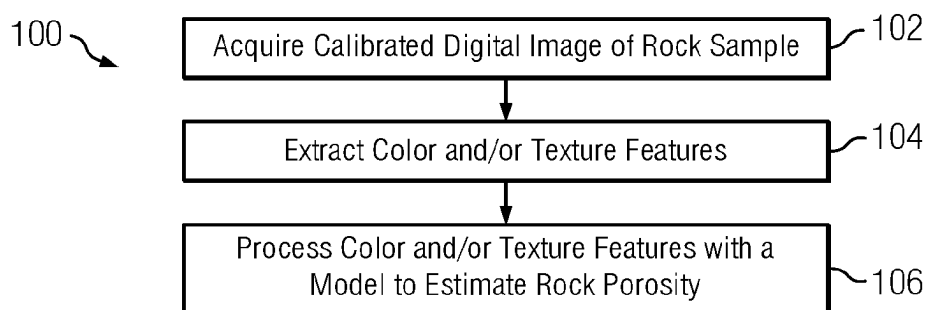 100
Acquire Calibrated Digital Image of Rock Sample
102
Extract Color and/or Texture Features
104
Process Color and/or Texture Features with a
Model to Estimate Rock Porosity
106